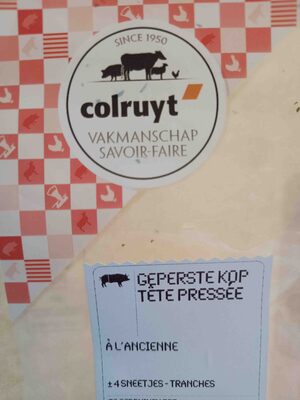 SINCE 1950
colruyt
VAKMANSCHAP
SAVOIR-FAIRE
GEPERSTE KOP
TÊTE PRESSÉE
À L'ANCIENNE
± 4 SNEETJES - TRANCHES